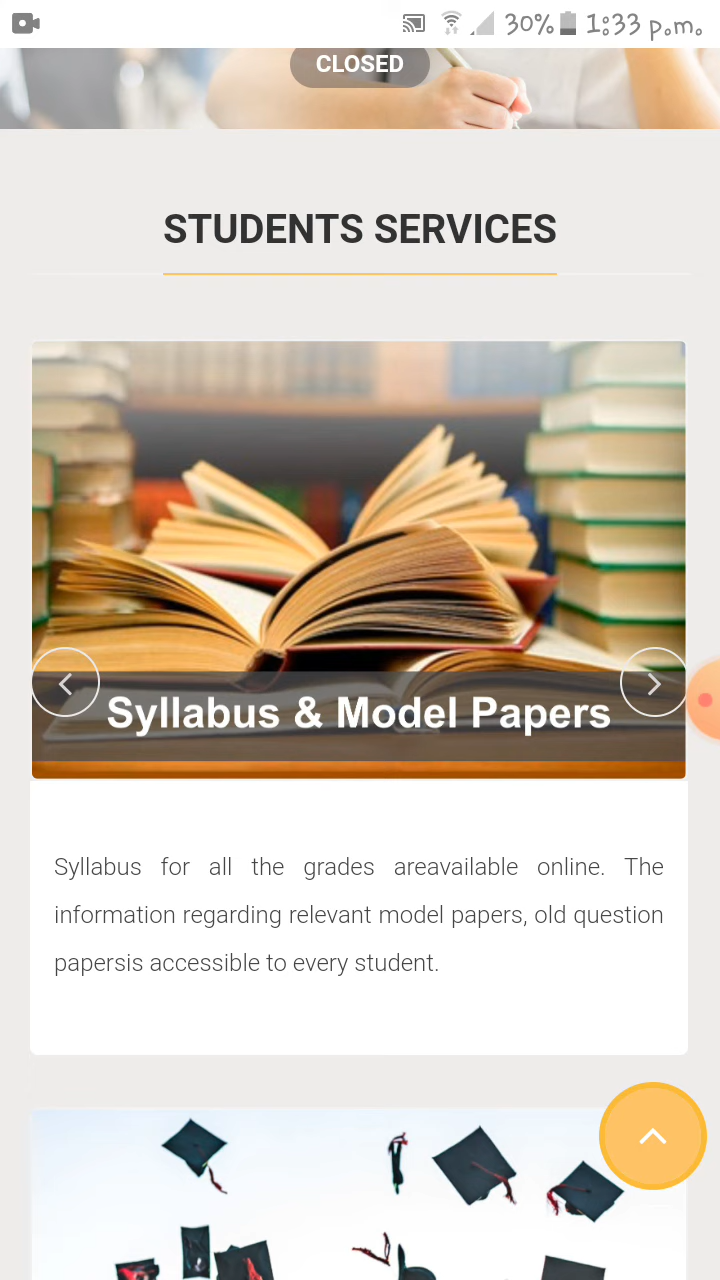 30% 1:33 p.m.
CLOSED
STUDENTS SERVICES
Syllabus & Model Papers
Syllabus for all the grades areavailable online. The
information regarding relevant model papers, old question
papersis accessible to every student.